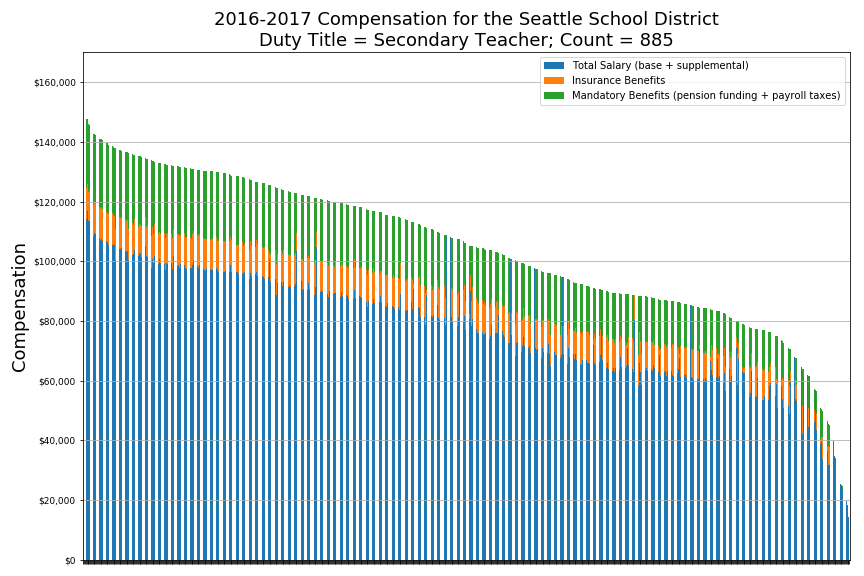 2016-2017 Compensation for the Seattle School District
Duty Title = Secondary Teacher; Count = 885
Total Salary (base + supplemental)
Insurance Benefits
Mandatory Benefits (pension funding + payroll taxes)
$160,000
$140,000
$120,000
$100,000
$80,000
$60,000
$40,000
$20,000
$0
Compensation